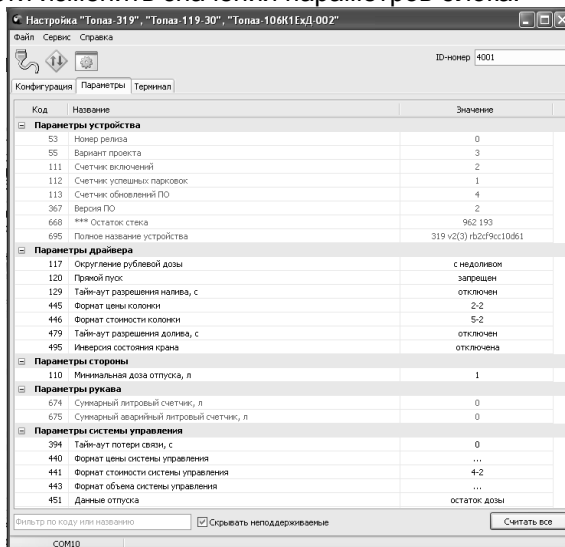 ти изменить значения параметров блока.
Настройка "Топаз-319", "Топаз-119-30", "Топаз-106К1ЕхД-002"
Файл Сервис Справка
ID-номер 4001
Конфигурация Параметры Терминал
Код Название Значение
Параметры устройства
53 Номер релиза 0
55 Вариант проекта 3
111 Счетчик включений 2
112 Счетчик успешных парковок 1
113 Счетчик обновлений ПО 4
367 Версия ПО 2
668 *** Остаток стека 962 193
695 Полное название устройства 319 v2(3) rb2cf9cc10d61
Параметры драйвера
117 Округление рублевой дозы с недоливом
120 Прямой пуск запрещен
129 Тайм-аут разрешения налива, с отключен
445 Формат цены колонки 2-2
446 Формат стоимости колонки 5-2
479 Тайм-аут разрешения долива, с отключен
495 Инверсия состояния крана отключена
Параметры стороны
110 Минимальная доза отпуска, л 1
Параметры рукава
674 Суммарный литровый счетчик, л 0
675 Суммарный аварийный литровый счетчик, л 0
Параметры системы управления
394 Тайм-аут потери связи, с 0
440 Формат цены системы управления ...
441 Формат стоимости системы управления 4-2
443 Формат объема системы управления ...
451 Данные отпуска остаток дозы
Фильтр по коду или названию Скрывать неподдерживаемые Считать все
COM10